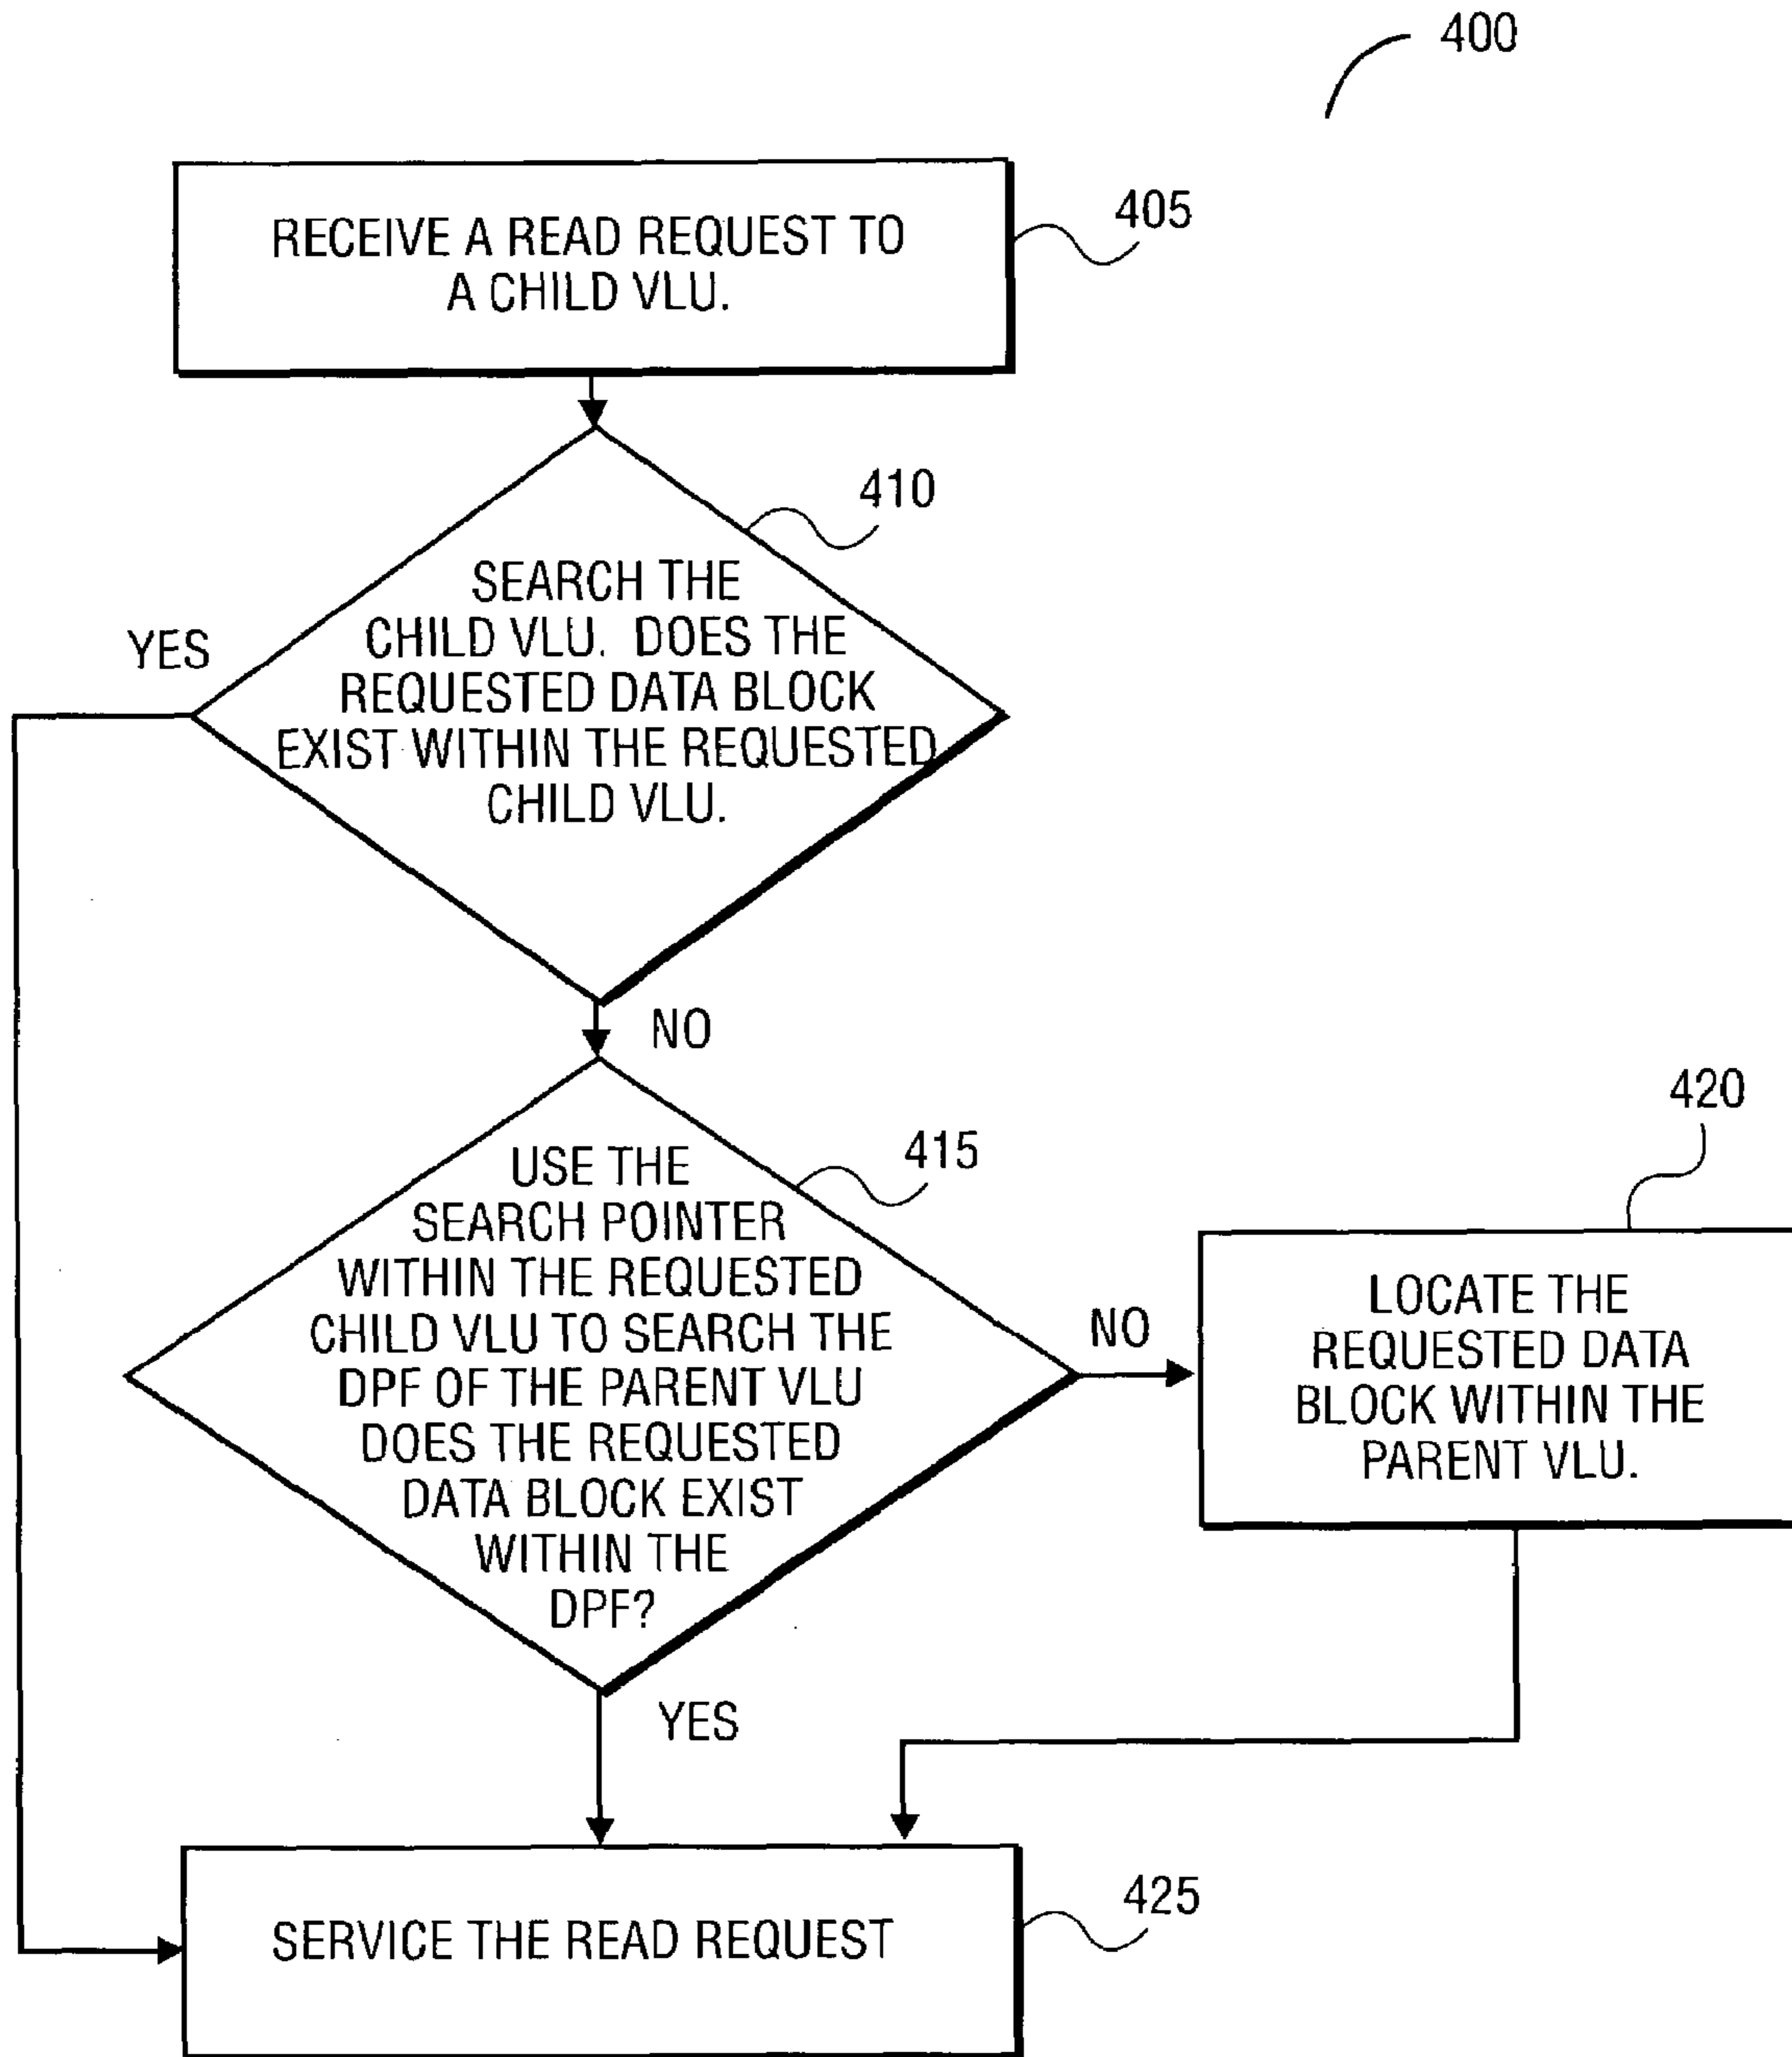 400
RECEIVE A READ REQUEST TO
A CHILD VLU.
405
410
SEARCH THE
CHILD VLU. DOES THE
REQUESTED DATA BLOCK
EXIST WITHIN THE REQUESTED
CHILD VLU.
YES
NO
415
USE THE
SEARCH POINTER
WITHIN THE REQUESTED
CHILD VLU TO SEARCH THE
DPF OF THE PARENT VLU
DOES THE REQUESTED
DATA BLOCK EXIST
WITHIN THE
DPF?
NO
420
LOCATE THE
REQUESTED DATA
BLOCK WITHIN THE
PARENT VLU.
YES
SERVICE THE READ REQUEST
425